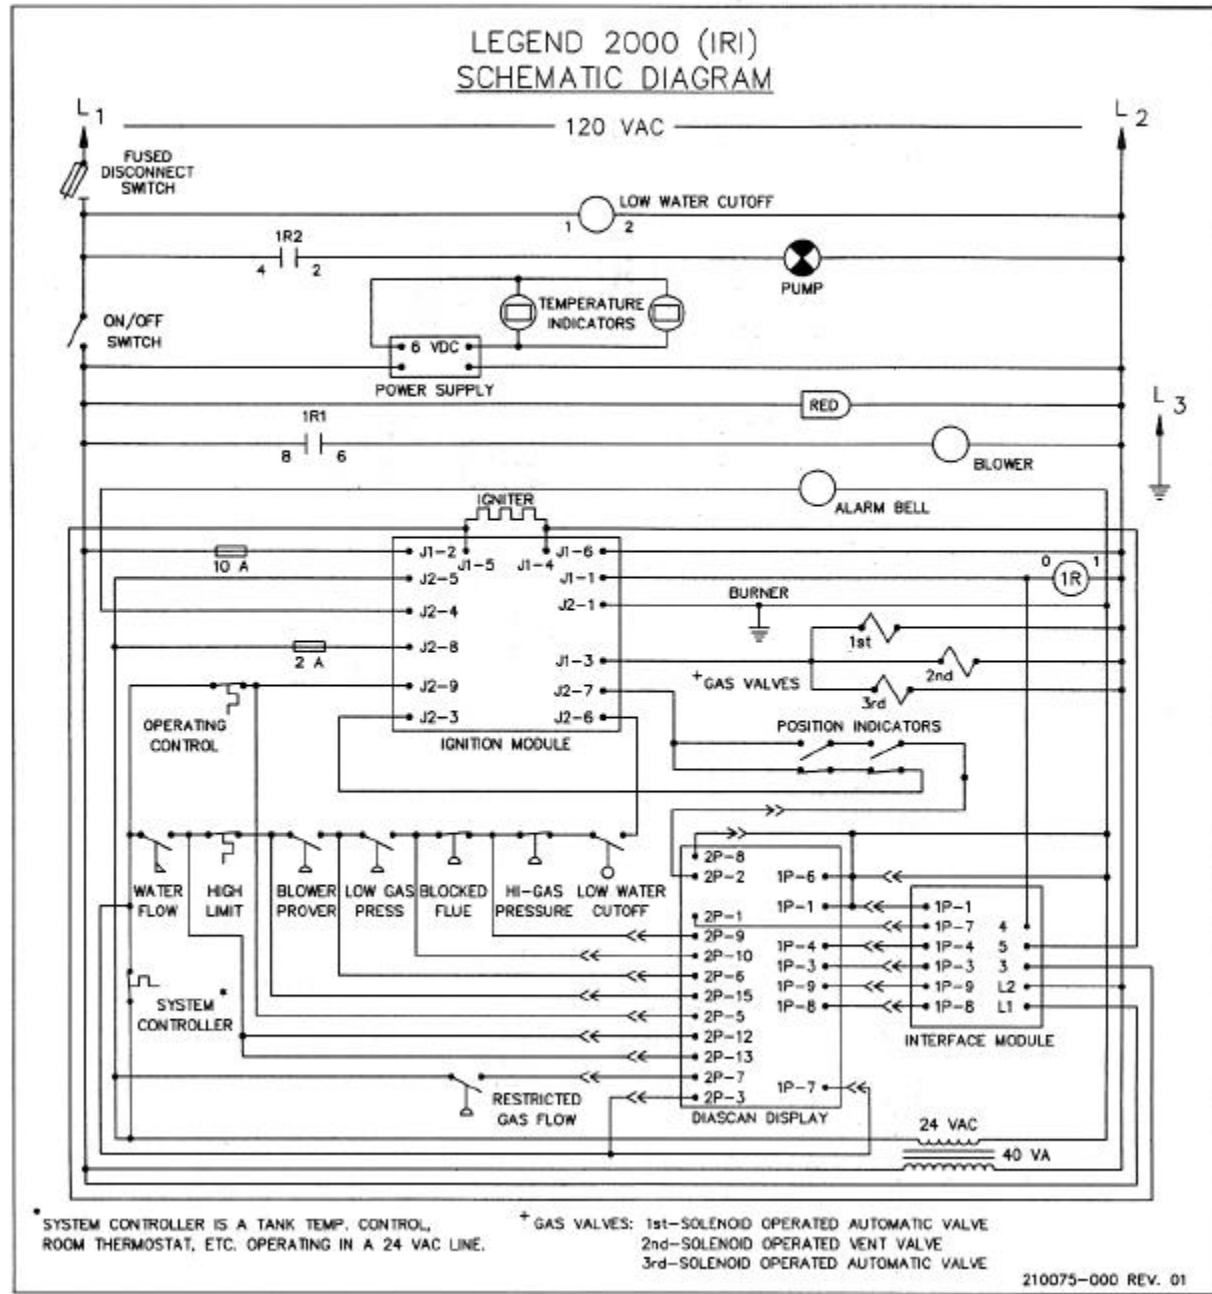 LEGEND 2000 (IRI)
SCHEMATIC DIAGRAM
L1
120 VAC
L2
FUSED
DISCONNECT
SWITCH
LOW WATER CUTOFF
1 2
1R2
4 2
PUMP
ON/OFF
SWITCH
TEMPERATURE
INDICATORS
6 VDC
POWER SUPPLY
RED
L3
1R1
8 6
BLOWER
ALARM BELL
IGNITER
10 A
J1-2
J1-5
J1-4
J1-6
J2-5
J1-1
0 1
1R
J2-4
J2-1
BURNER
2 A
J2-8
J1-3
1st
2nd
3rd
+GAS VALVES
J2-9
J2-7
J2-3
J2-6
OPERATING
CONTROL
IGNITION MODULE
POSITION INDICATORS
WATER
FLOW
HIGH
LIMIT
BLOWER
PROVER
LOW GAS
PRESS
BLOCKED
FLUE
HI-GAS
PRESSURE
LOW WATER
CUTOFF
2P-8
2P-2
2P-1
2P-9
2P-10
2P-6
2P-15
2P-5
2P-12
2P-13
2P-7
2P-3
1P-6
1P-1
1P-4
1P-3
1P-9
1P-8
1P-7
DIASCAN DISPLAY
1P-1
1P-7 4
1P-4 5
1P-3 3
1P-9 L2
1P-8 L1
INTERFACE MODULE
SYSTEM *
CONTROLLER
RESTRICTED
GAS FLOW
24 VAC
40 VA
*SYSTEM CONTROLLER IS A TANK TEMP. CONTROL,
ROOM THERMOSTAT, ETC. OPERATING IN A 24 VAC LINE.
+ GAS VALVES: 1st-SOLENOID OPERATED AUTOMATIC VALVE
2nd-SOLENOID OPERATED VENT VALVE
3rd-SOLENOID OPERATED AUTOMATIC VALVE
210075-000 REV. 01